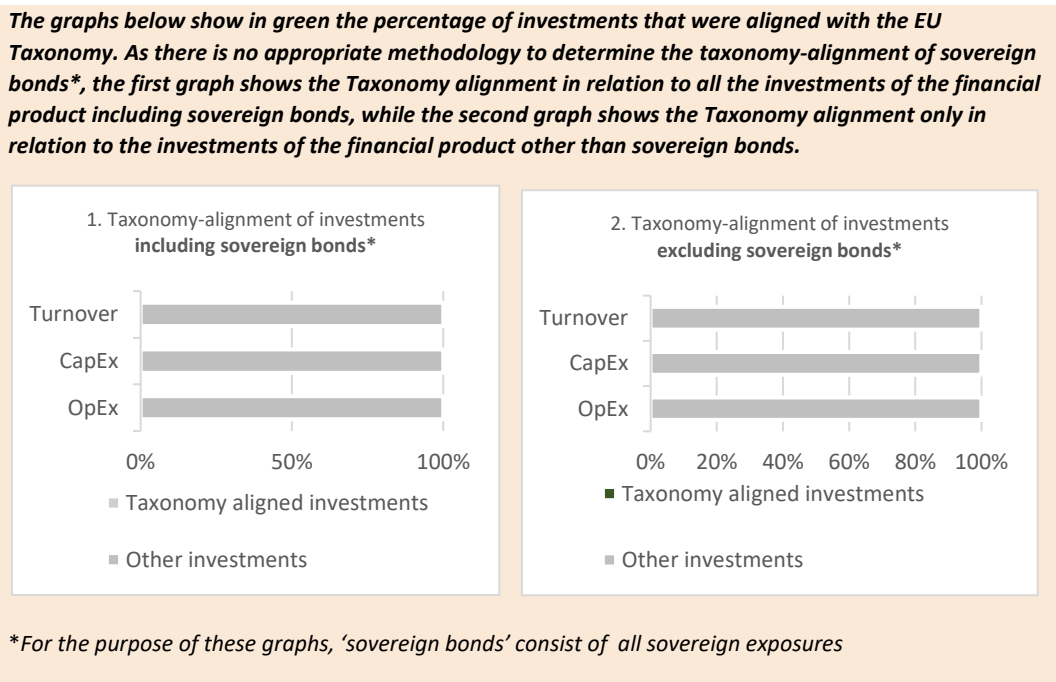 The graphs below show in green the percentage of investments that were aligned with the EU
Taxonomy. As there is no appropriate methodology to determine the taxonomy-alignment of sovereign
bonds*, the first graph shows the Taxonomy alignment in relation to all the investments of the financial
product including sovereign bonds, while the second graph shows the Taxonomy alignment only in
relation to the investments of the financial product other than sovereign bonds.
1. Taxonomy-alignment of investments
including sovereign bonds*
Turnover
CapEx
OpEx
0% 50% 100%
Taxonomy aligned investments
Other investments
2. Taxonomy-alignment of investments
excluding sovereign bonds*
Turnover
CapEx
OpEx
0% 20% 40% 60% 80% 100%
Taxonomy aligned investments
Other investments
*For the purpose of these graphs, ‘sovereign bonds’ consist of all sovereign exposures